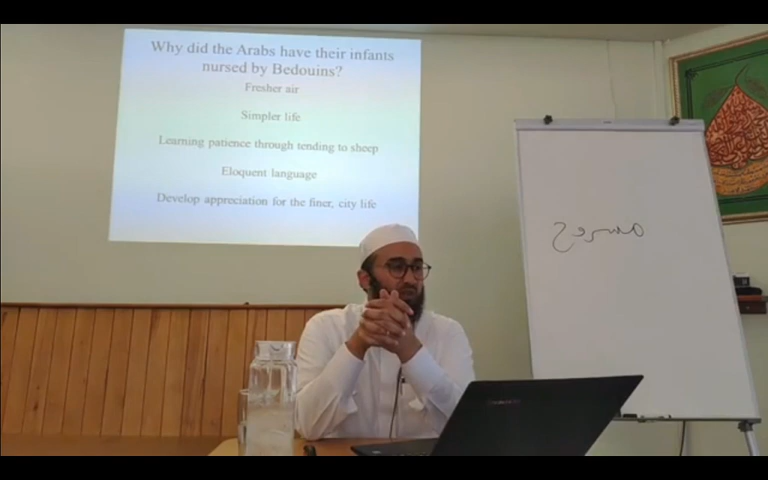 Why did the Arabs have their infants
nursed by Bedouins?
Fresher air
Simpler life
Learning patience through tending to sheep
Eloquent language
Develop appreciation for the finer, city life
مسروح